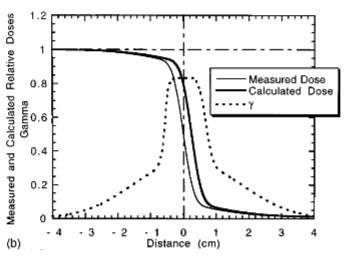 Measured and Calculated Relative Doses
Gamma
1.2
1
0.8
0.6
0.4
0.2
0
Measured Dose
Calculated Dose
γ
- 4 - 3 - 2 - 1 0 1 2 3 4
(b) Distance (cm)